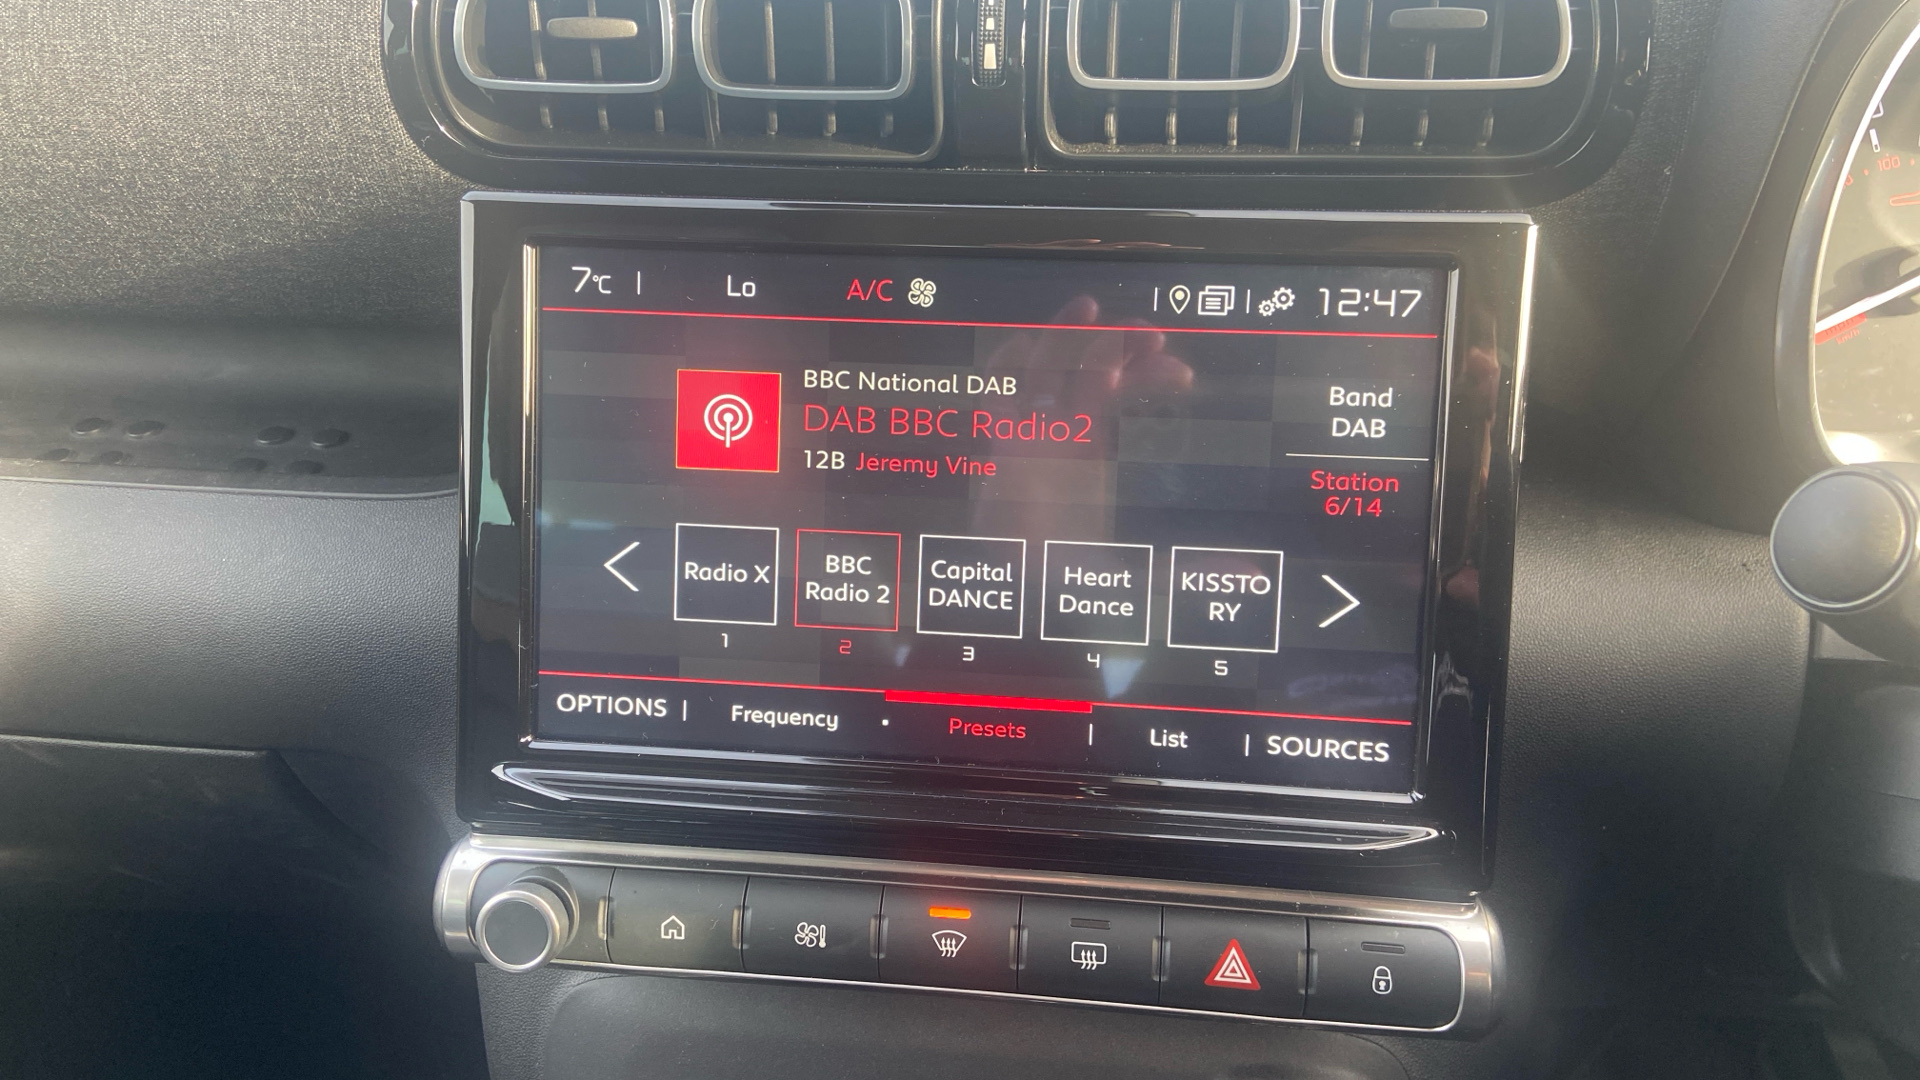 7°C | Lo A/C | | 12:47
BBC National DAB
DAB BBC Radio2
12B Jeremy Vine
Band
DAB
Station
6/14
Radio X
BBC
Radio 2
Capital
DANCE
Heart
Dance
KISSTO
RY
1 2 3 4 5
OPTIONS | Frequency • Presets | List | SOURCES
100